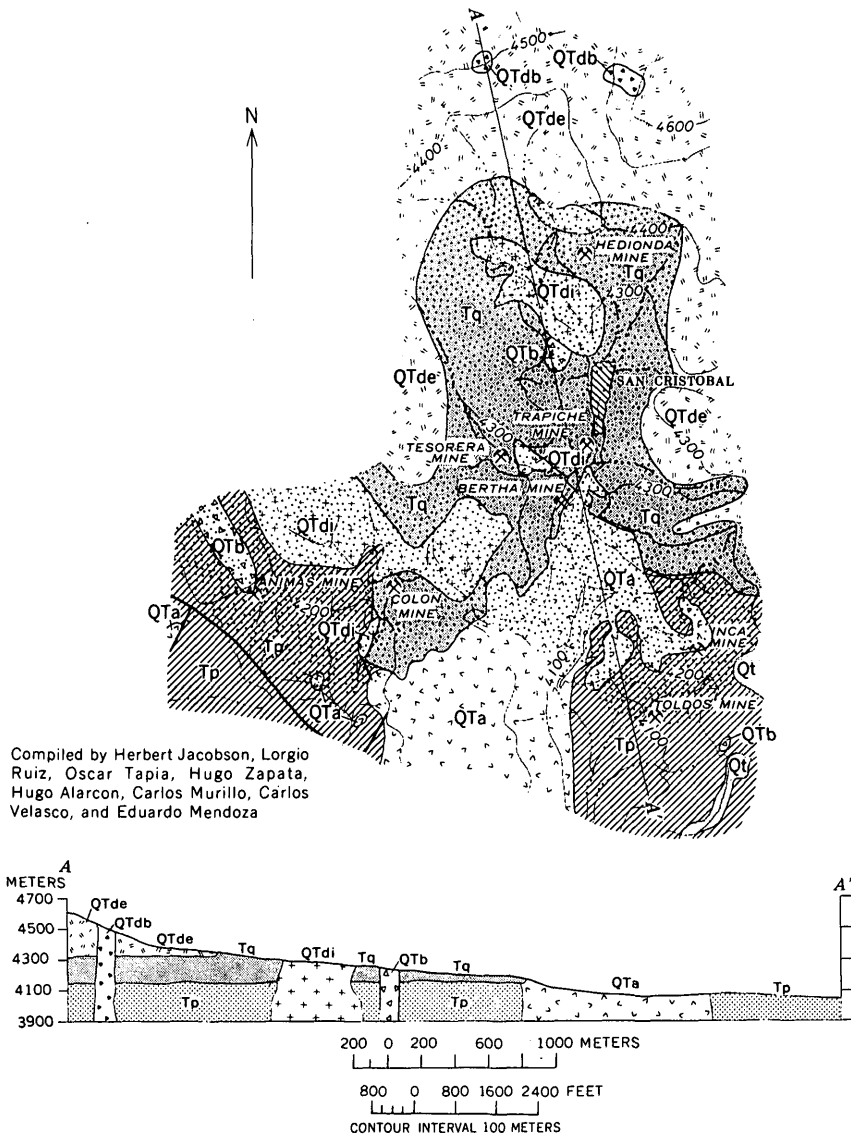 A
4500
QTdb
QTdb
N
QTde
4600
4400
4400
HEDIONDA
MINE
Tq
QTdi
4300
Tq
QTb
QTde
SAN CRISTOBAL
QTde
TRAPICHE
MINE
4300
4300
TESORERA
MINE
QTdi
BERTHA MINE
4300
Tq
Tq
QTdi
QTb
QTa
ANIMAS MINE
COLON
MINE
QTa
QTdi
INCA
MINE
4100
Tp
Tp
Qt
QTa
QTa
TOLDOS MINE
QTb
Tp
Qt
A'
Compiled by Herbert Jacobson, Lorgio
Ruiz, Oscar Tapia, Hugo Zapata,
Hugo Alarcon, Carlos Murillo, Carlos
Velasco, and Eduardo Mendoza
A
A'
METERS
4700
QTde
QTdb
4500
QTde
Tq
QTdi
Tq
QTb
Tq
4300
QTa
Tp
4100
Tp
Tp
3900
200 0 200 600 1000 METERS
800 0 800 1600 2400 FEET
CONTOUR INTERVAL 100 METERS